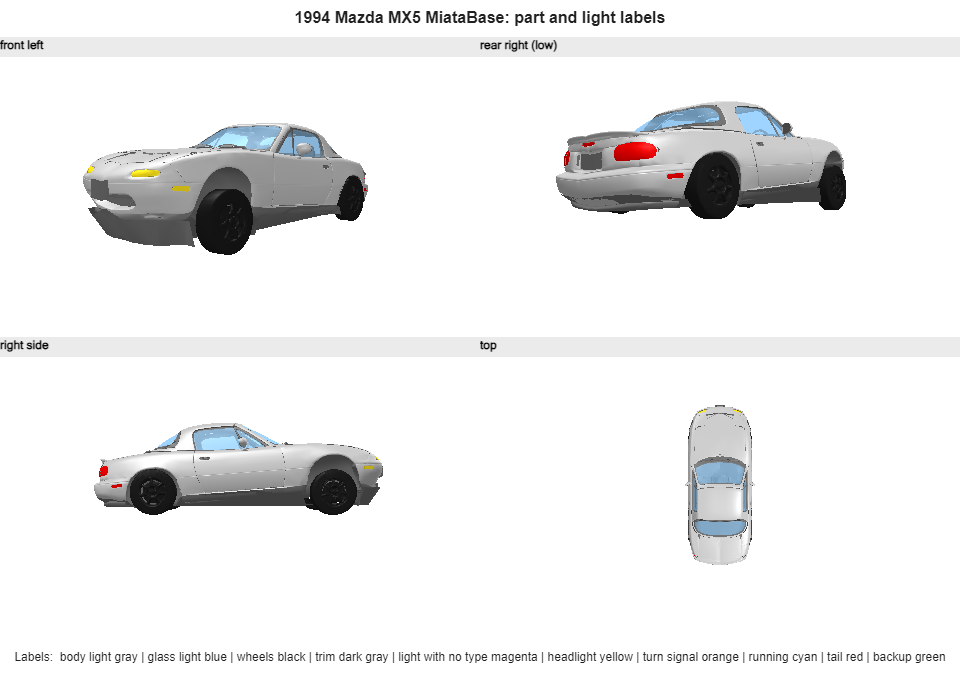 1994 Mazda MX5 MiataBase: part and light labels
front left
rear right (low)
right side
top
Labels:  body light gray | glass light blue | wheels black | trim dark gray | light with no type magenta | headlight yellow | turn signal orange | running cyan | tail red | backup green